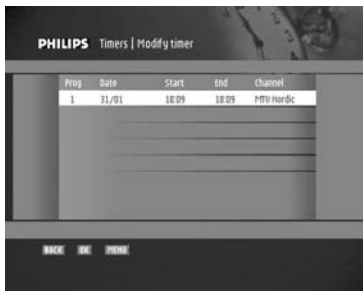 PHILIPS Timers | Modify timer
Prog Date Start End Channel
1 31/01 18:09 18:09 MTV Nordic
BACK OK MENU